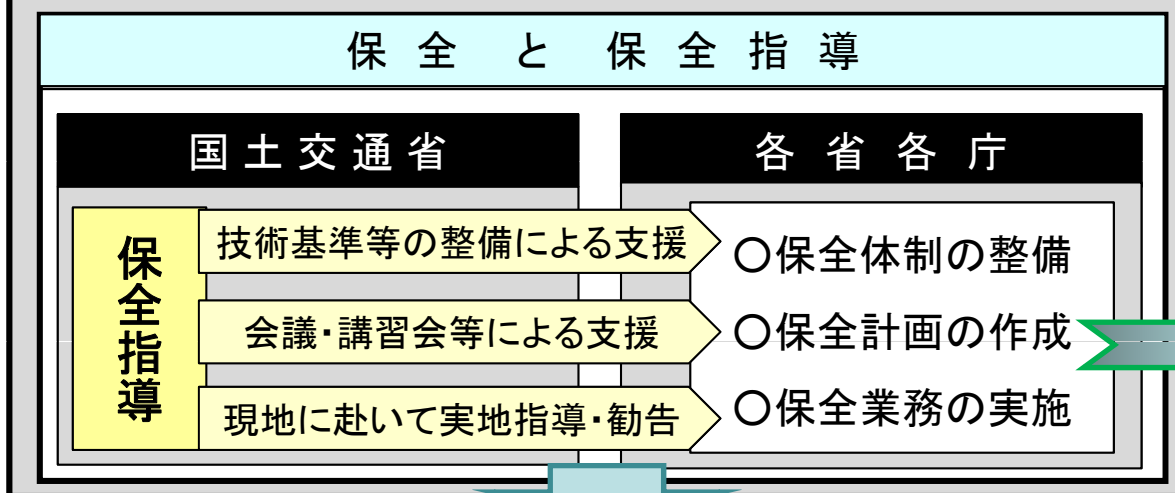 保全と保全指導
国土交通省
各省各庁
保全指導
技術基準等の整備による支援
会議・講習会等による支援
現地に赴いて実地指導・勧告
〇保全体制の整備
〇保全計画の作成
〇保全業務の実施